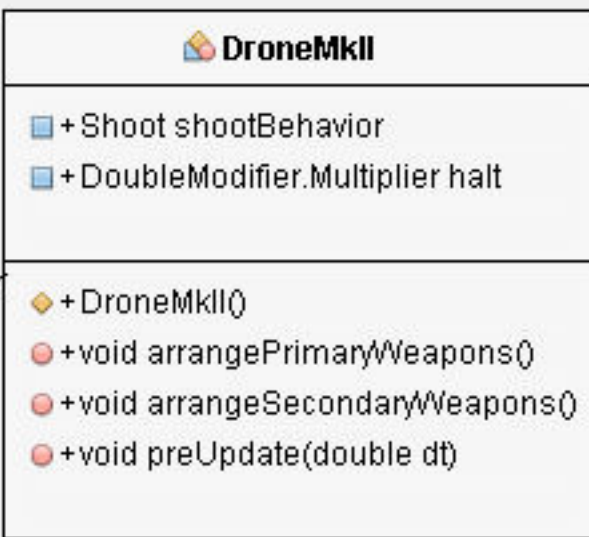 DroneMkII
+Shoot shootBehavior
+DoubleModifier.Multiplier halt
+DroneMkII()
+void arrangePrimaryWeapons()
+void arrangeSecondaryWeapons()
+void preUpdate(double dt)